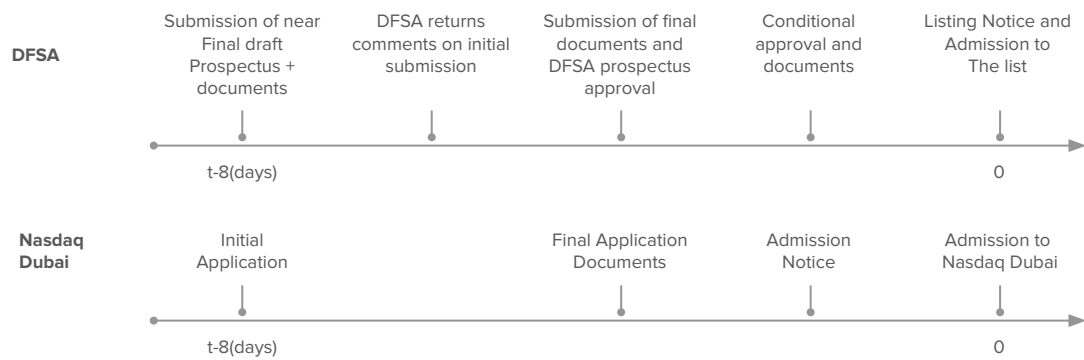 DFSA
Submission of near
Final draft
Prospectus +
documents
DFSA returns
comments on initial
submission
Submission of final
documents and
DFSA prospectus
approval
Conditional
approval and
documents
Listing Notice and
Admission to
The list
t-8(days)
0
Nasdaq
Dubai
Initial
Application
Final Application
Documents
Admission
Notice
Admission to
Nasdaq Dubai
t-8(days)
0